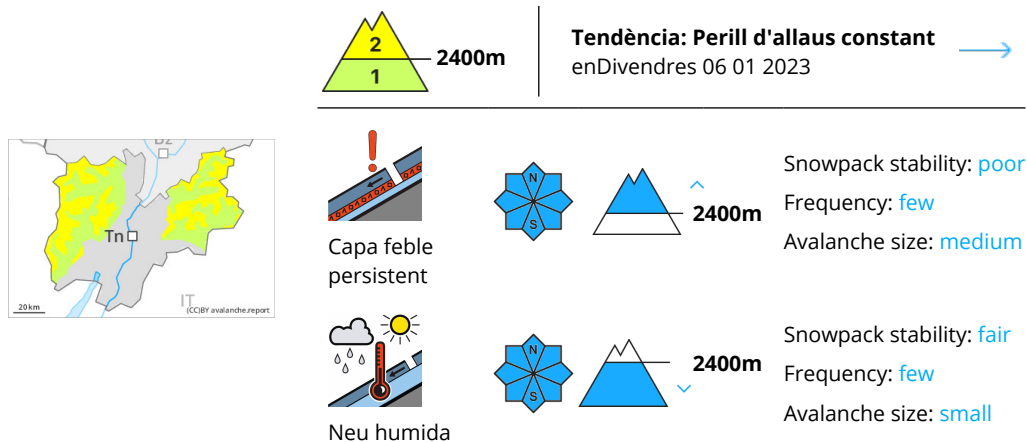 2
1
2400m
Tendència: Perill d'allaus constant
enDivendres 06 01 2023
Tn
20 km
IT
(CC)BY avalanche.report
Capa feble
persistent
N
S
2400m
Snowpack stability: poor
Frequency: few
Avalanche size: medium
Neu humida
N
S
2400m
Snowpack stability: fair
Frequency: few
Avalanche size: small